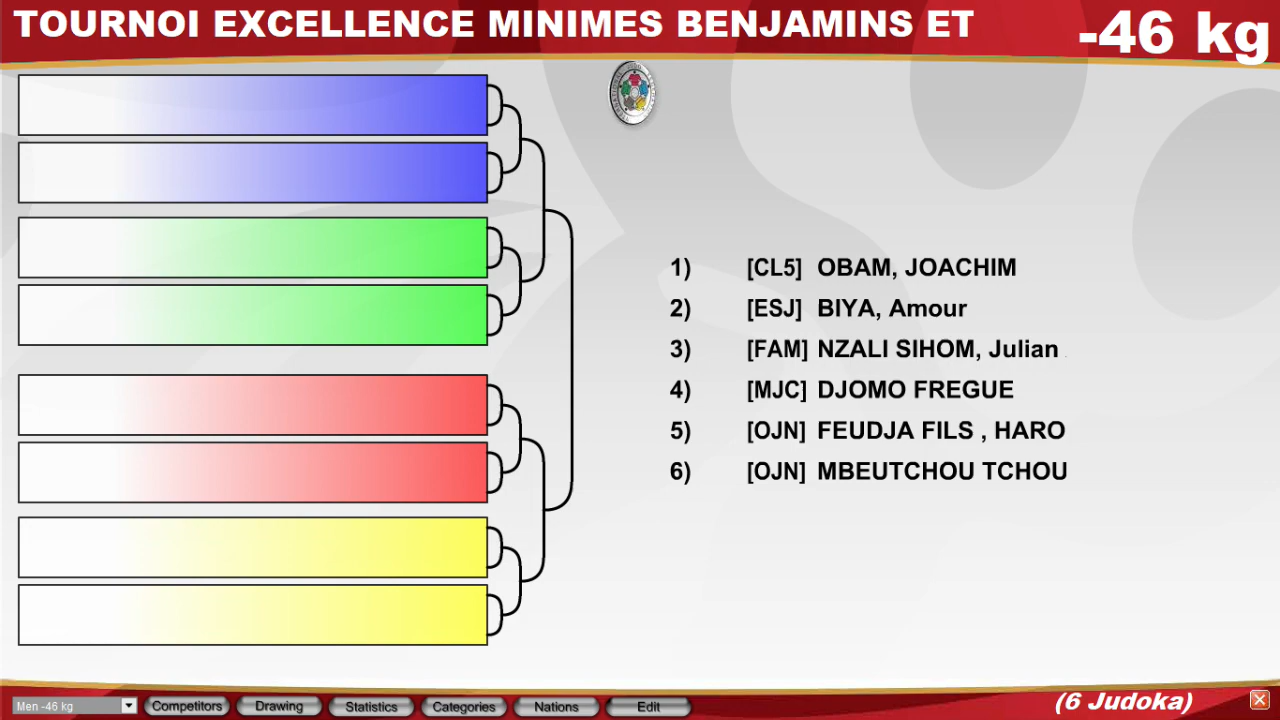 TOURNOI EXCELLENCE MINIMES BENJAMINS ET
-46 kg
1) [CL5] OBAM, JOACHIM
2) [ESJ] BIYA, Amour
3) [FAM] NZALI SIHOM, Julian
4) [MJC] DJOMO FREGUE
5) [OJN] FEUDJA FILS , HARO
6) [OJN] MBEUTCHOU TCHOU
Men -46 kg
Competitors
Drawing
Statistics
Categories
Nations
Edit
(6 Judoka)